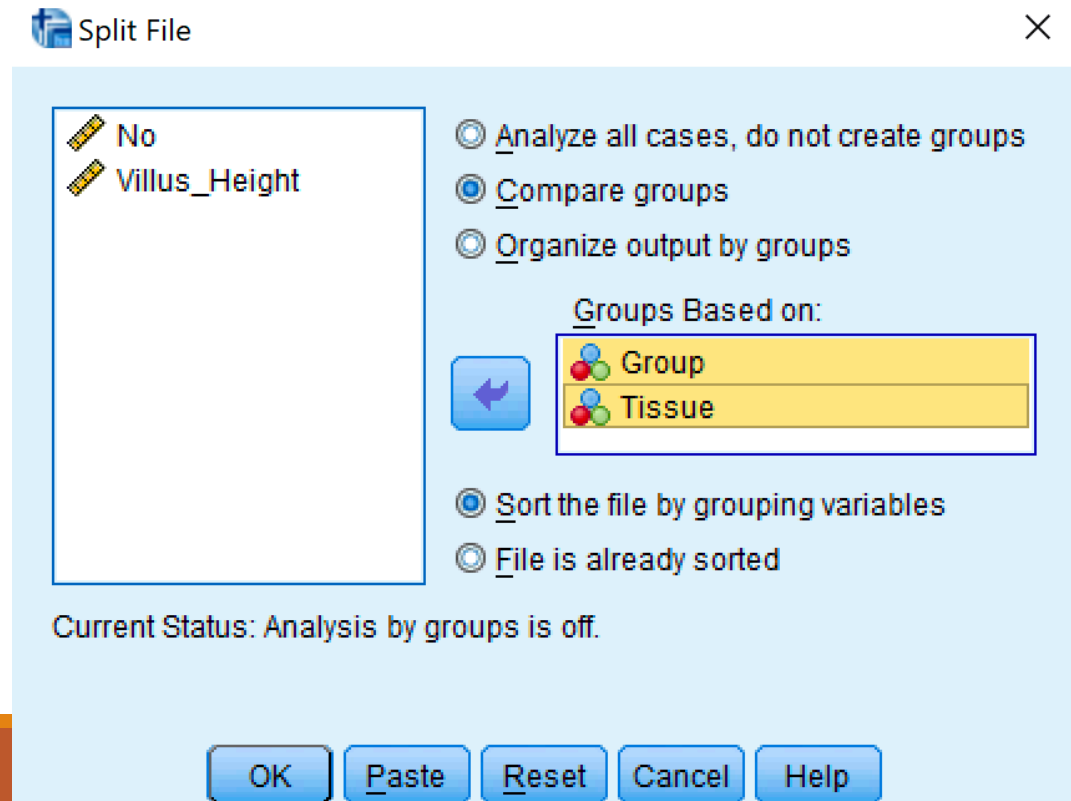 Split File
No
Villus_Height
Analyze all cases, do not create groups
Compare groups
Organize output by groups
Groups Based on:
Group
Tissue
Sort the file by grouping variables
File is already sorted
Current Status: Analysis by groups is off.
OK Paste Reset Cancel Help